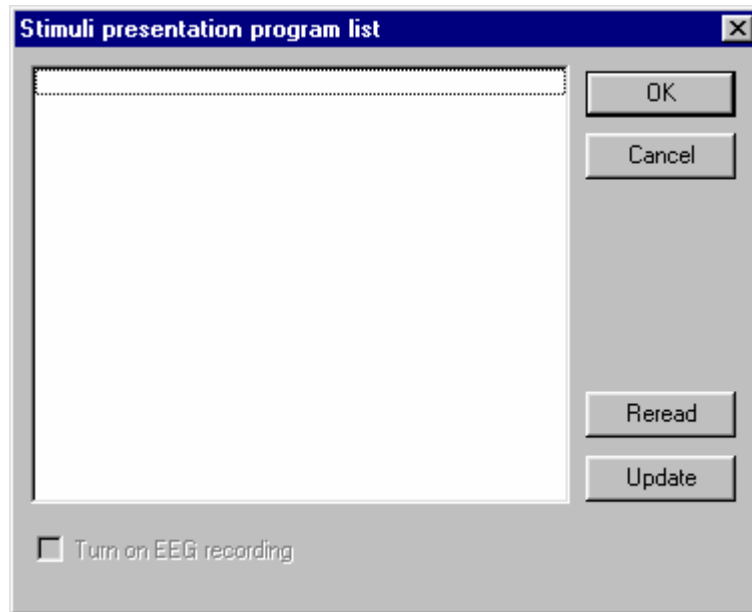 Stimuli presentation program list
OK
Cancel
Reread
Update
Turn on EEG recording